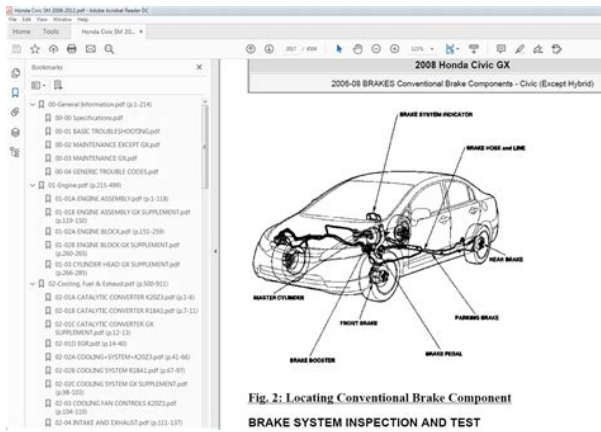 Honda Civic SM 2006-2011.pdf - Adobe Acrobat Reader DC
File Edit View Window Help
Home Tools Honda Civic SM 20... ×
2017 / 4504
Bookmarks ×
00-General Information.pdf (p.1-214)
00-00 Specifications.pdf
00-01 BASIC TROUBLESHOOTING.pdf
00-02 MAINTENANCE EXCEPT GX.pdf
00-03 MAINTENANCE GX.pdf
00-04 GENERIC TROUBLE CODES.pdf
01-Engine.pdf (p.215-499)
01-01A ENGINE ASSEMBLY.pdf (p.1-118)
01-01B ENGINE ASSEMBLY-GX SUPPLEMENT.pdf
(p.119-150)
01-02A ENGINE BLOCK.pdf (p.151-259)
01-02B ENGINE BLOCK GX SUPPLEMENT.pdf
(p.260-265)
01-03 CYLINDER HEAD GX SUPPLEMENT.pdf
(p.266-285)
02-Cooling, Fuel & Exhaust.pdf (p.500-911)
02-01A CATALYTIC CONVERTER K20Z3.pdf (p.1-6)
02-01B CATALYTIC CONVERTER R18A1.pdf (p.7-11)
02-01C CATALYTIC CONVERTER GX
SUPPLEMENT.pdf (p.12-13)
02-01D EGR.pdf (p.14-40)
02-02A COOLING+SYSTEM+K20Z3.pdf (p.41-66)
02-02B COOLING SYSTEM R18A1.pdf (p.67-97)
02-02C COOLING SYSTEM GX SUPPLEMENT.pdf
(p.98-103)
02-03 COOLING FAN CONTROLS K20Z3.pdf
(p.104-110)
02-04 INTAKE AND EXHAUST.pdf (p.111-137)
2008 Honda Civic GX
2006-08 BRAKES Conventional Brake Components - Civic (Except Hybrid)
BRAKE SYSTEM INDICATOR
BRAKE HOSE and LINE
REAR BRAKE
MASTER CYLINDER
PARKING BRAKE
FRONT BRAKE
BRAKE PEDAL
BRAKE BOOSTER
Fig. 2: Locating Conventional Brake Component
BRAKE SYSTEM INSPECTION AND TEST